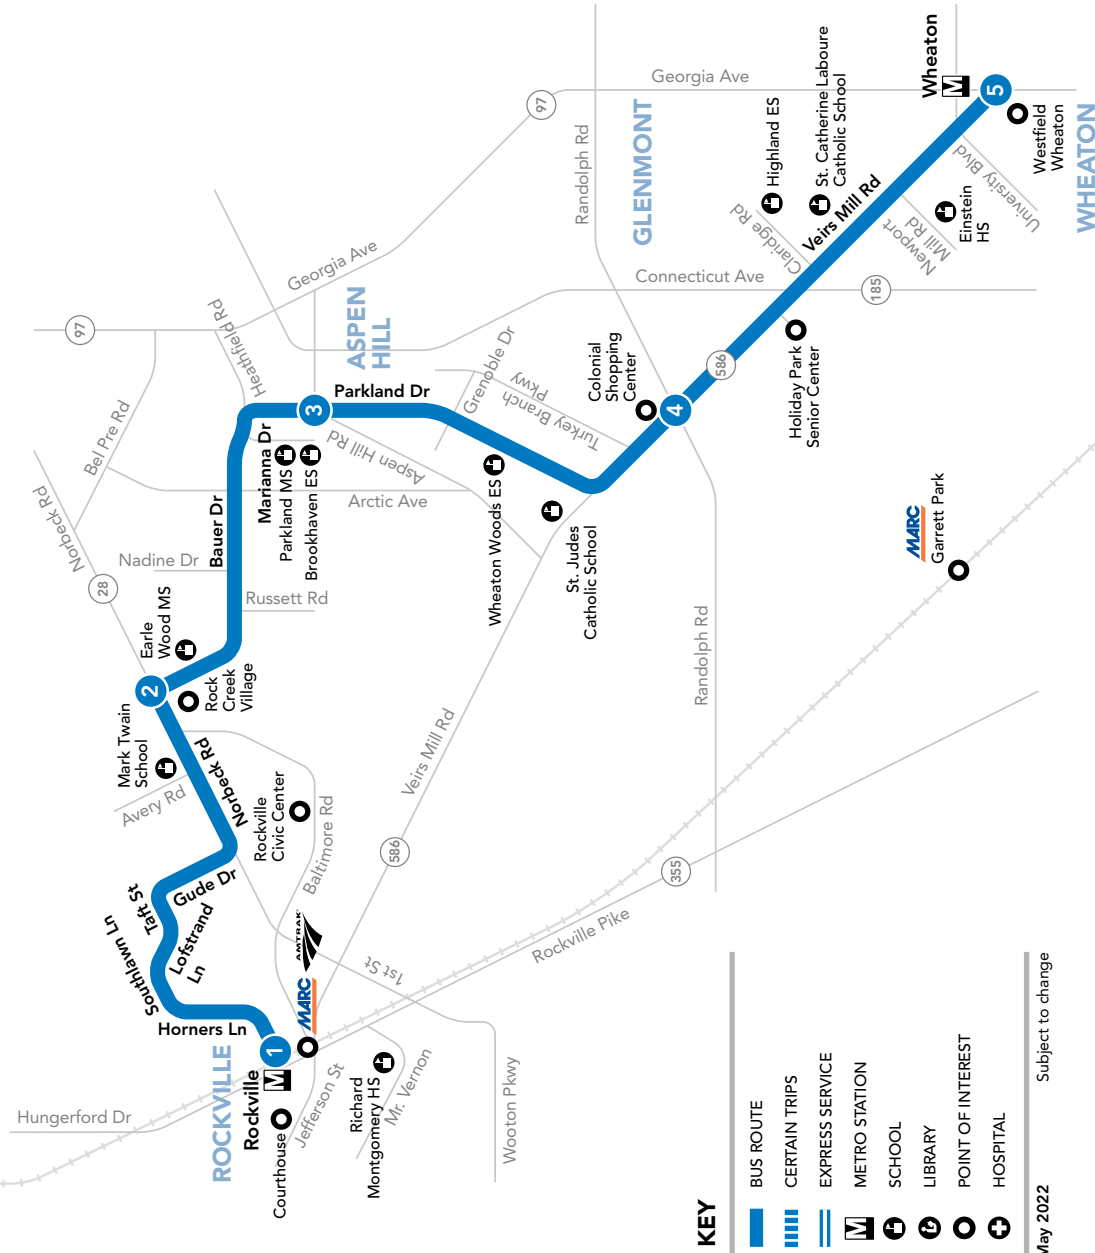 Georgia Ave
97
Randolph Rd
GLENMONT
Wheaton
M
5
Westfield
Wheaton
WHEATON
Highland ES
St. Catherine Laboure
Catholic School
Claridge Rd
Veirs Mill Rd
Newport
Mill Rd
Einstein
HS
University Blvd
Connecticut Ave
185
Georgia Ave
97
Heathfield Rd
ASPEN
HILL
3
Parkland Dr
Grenoble Dr
Turkey Branch
Pkwy
Colonial
Shopping
Center
4
586
Holiday Park
Senior Center
Bel Pre Rd
Norbeck Rd
28
Nadine Dr
Bauer Dr
Marianna Dr
Parkland MS
Brookhaven ES
Aspen Hill Rd
Arctic Ave
Russett Rd
Wheaton Woods ES
St. Judes
Catholic School
Earle
Wood MS
2
Rock
Creek
Village
Mark Twain
School
Avery Rd
Norbeck Rd
Rockville
Civic Center
Baltimore Rd
Veirs Mill Rd
586
Randolph Rd
MARC
Garrett Park
355
Rockville Pike
Taft St
Gude Dr
Southlawn Ln
Lofstrand
Ln
Horners Ln
AMTRAK
MARC
1st St
ROCKVILLE
Rockville
M
1
Hungerford Dr
Courthouse
Jefferson St
Richard
Montgomery HS
Mr. Vernon
Wooton Pkwy
KEY
BUS ROUTE
CERTAIN TRIPS
EXPRESS SERVICE
M
METRO STATION
SCHOOL
LIBRARY
POINT OF INTEREST
HOSPITAL
May 2022
Subject to change